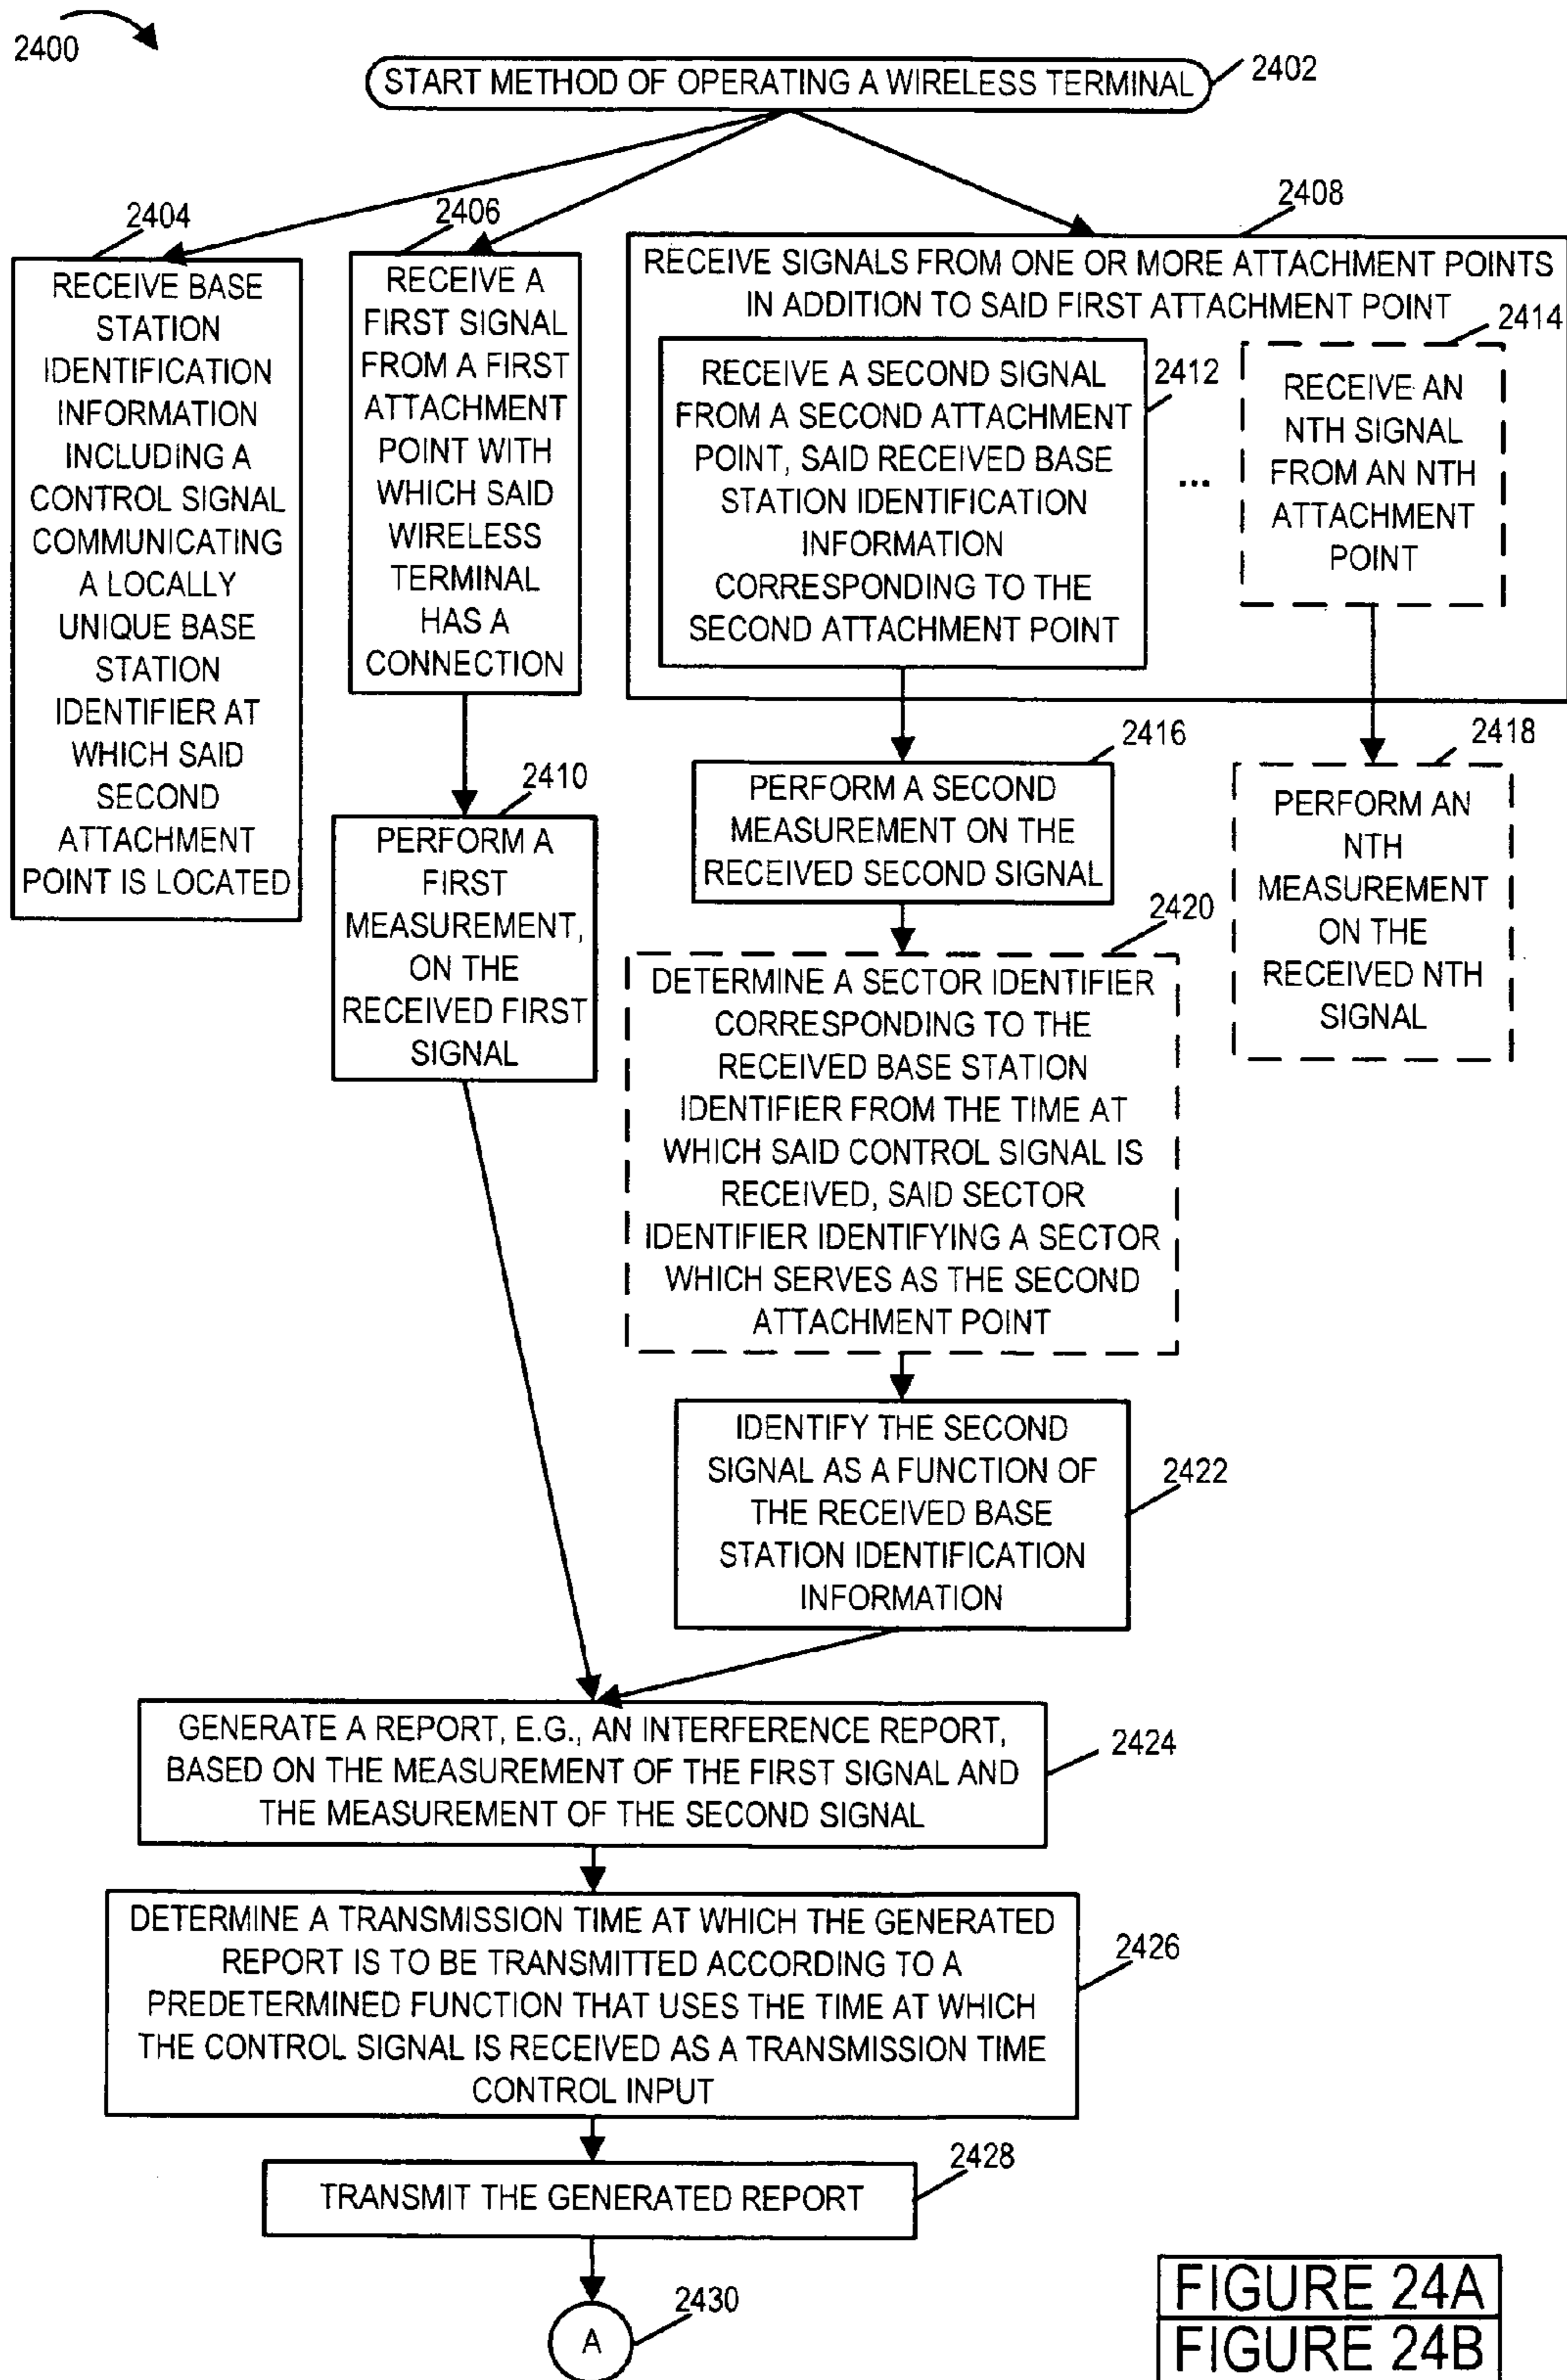 2400
START METHOD OF OPERATING A WIRELESS TERMINAL
2402
2404
RECEIVE BASE
STATION
IDENTIFICATION
INFORMATION
INCLUDING A
CONTROL SIGNAL
COMMUNICATING
A LOCALLY
UNIQUE BASE
STATION
IDENTIFIER AT
WHICH SAID
SECOND
ATTACHMENT
POINT IS LOCATED
2406
RECEIVE A
FIRST SIGNAL
FROM A FIRST
ATTACHMENT
POINT WITH
WHICH SAID
WIRELESS
TERMINAL
HAS A
CONNECTION
2408
RECEIVE SIGNALS FROM ONE OR MORE ATTACHMENT POINTS
IN ADDITION TO SAID FIRST ATTACHMENT POINT
RECEIVE A SECOND SIGNAL
FROM A SECOND ATTACHMENT
POINT, SAID RECEIVED BASE
STATION IDENTIFICATION
INFORMATION
CORRESPONDING TO THE
SECOND ATTACHMENT POINT
2412
...
2414
RECEIVE AN
NTH SIGNAL
FROM AN NTH
ATTACHMENT
POINT
2410
PERFORM A
FIRST
MEASUREMENT,
ON THE
RECEIVED FIRST
SIGNAL
2416
PERFORM A SECOND
MEASUREMENT ON THE
RECEIVED SECOND SIGNAL
2418
PERFORM AN
NTH
MEASUREMENT
ON THE
RECEIVED NTH
SIGNAL
2420
DETERMINE A SECTOR IDENTIFIER
CORRESPONDING TO THE
RECEIVED BASE STATION
IDENTIFIER FROM THE TIME AT
WHICH SAID CONTROL SIGNAL IS
RECEIVED, SAID SECTOR
IDENTIFIER IDENTIFYING A SECTOR
WHICH SERVES AS THE SECOND
ATTACHMENT POINT
IDENTIFY THE SECOND
SIGNAL AS A FUNCTION OF
THE RECEIVED BASE
STATION IDENTIFICATION
INFORMATION
2422
GENERATE A REPORT, E.G., AN INTERFERENCE REPORT,
BASED ON THE MEASUREMENT OF THE FIRST SIGNAL AND
THE MEASUREMENT OF THE SECOND SIGNAL
2424
DETERMINE A TRANSMISSION TIME AT WHICH THE GENERATED
REPORT IS TO BE TRANSMITTED ACCORDING TO A
PREDETERMINED FUNCTION THAT USES THE TIME AT WHICH
THE CONTROL SIGNAL IS RECEIVED AS A TRANSMISSION TIME
CONTROL INPUT
2426
TRANSMIT THE GENERATED REPORT
2428
A
2430
FIGURE 24A
FIGURE 24B